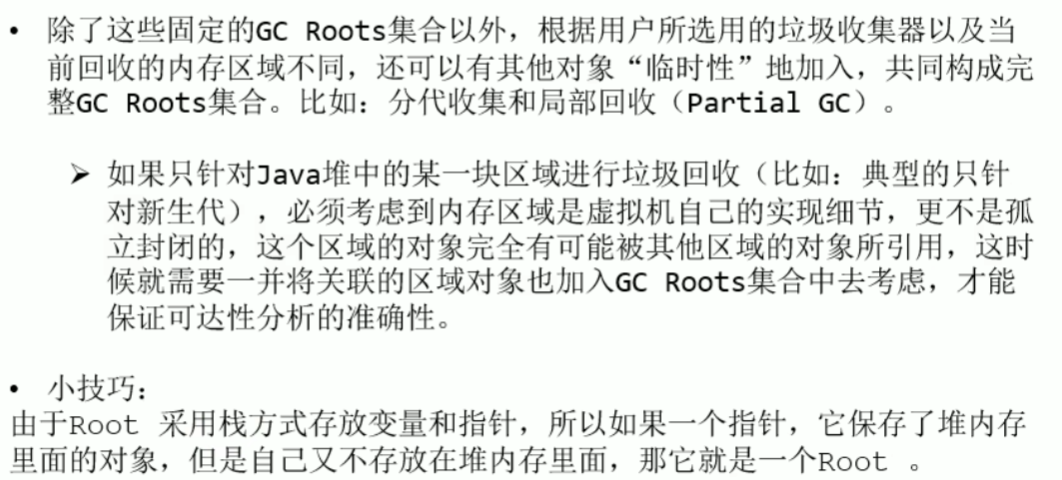 • 除了这些固定的GC Roots集合以外，根据用户所选用的垃圾收集器以及当
前回收的内存区域不同，还可以有其他对象“临时性”地加入，共同构成完
整GC Roots集合。比如：分代收集和局部回收（Partial GC）。
➢ 如果只针对Java堆中的某一块区域进行垃圾回收（比如：典型的只针
对新生代），必须考虑到内存区域是虚拟机自己的实现细节，更不是孤
立封闭的，这个区域的对象完全有可能被其他区域的对象所引用，这时
候就需要一并将关联的区域对象也加入GC Roots集合中去考虑，才能
保证可达性分析的准确性。
• 小技巧：
由于Root 采用栈方式存放变量和指针，所以如果一个指针，它保存了堆内存
里面的对象，但是自己又不存放在堆内存里面，那它就是一个Root 。